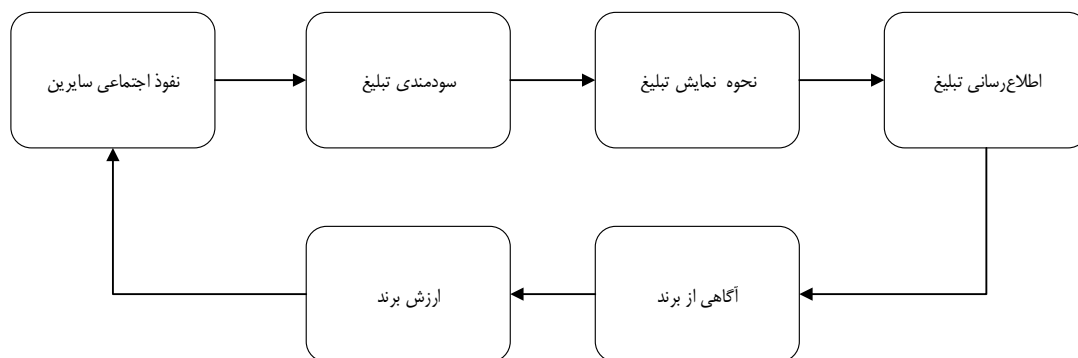 اطلاع‌رسانی تبلیغ
نحوه نمایش تبلیغ
سودمندی تبلیغ
نفوذ اجتماعی سایرین
آگاهی از برند
ارزش برند